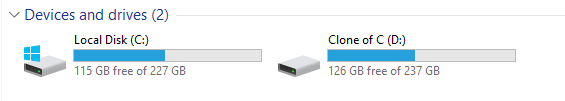 Devices and drives (2)
Local Disk (C:)
115 GB free of 227 GB
Clone of C (D:)
126 GB free of 237 GB